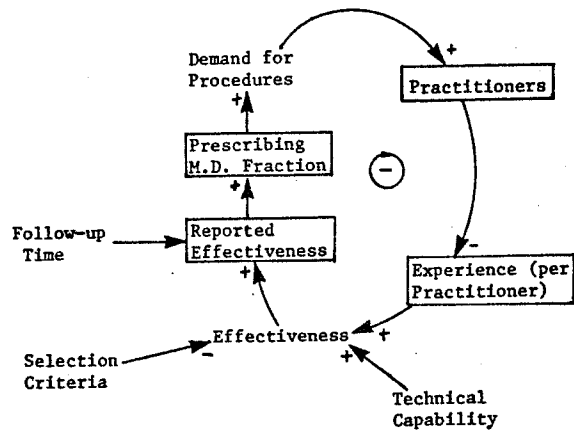 Demand for
Procedures
+
+
Practitioners
Prescribing
M.D. Fraction
+
-
Follow-up
Time
Reported
Effectiveness
+
-
Experience (per
Practitioner)
Effectiveness
+
-
+
Selection
Criteria
Technical
Capability